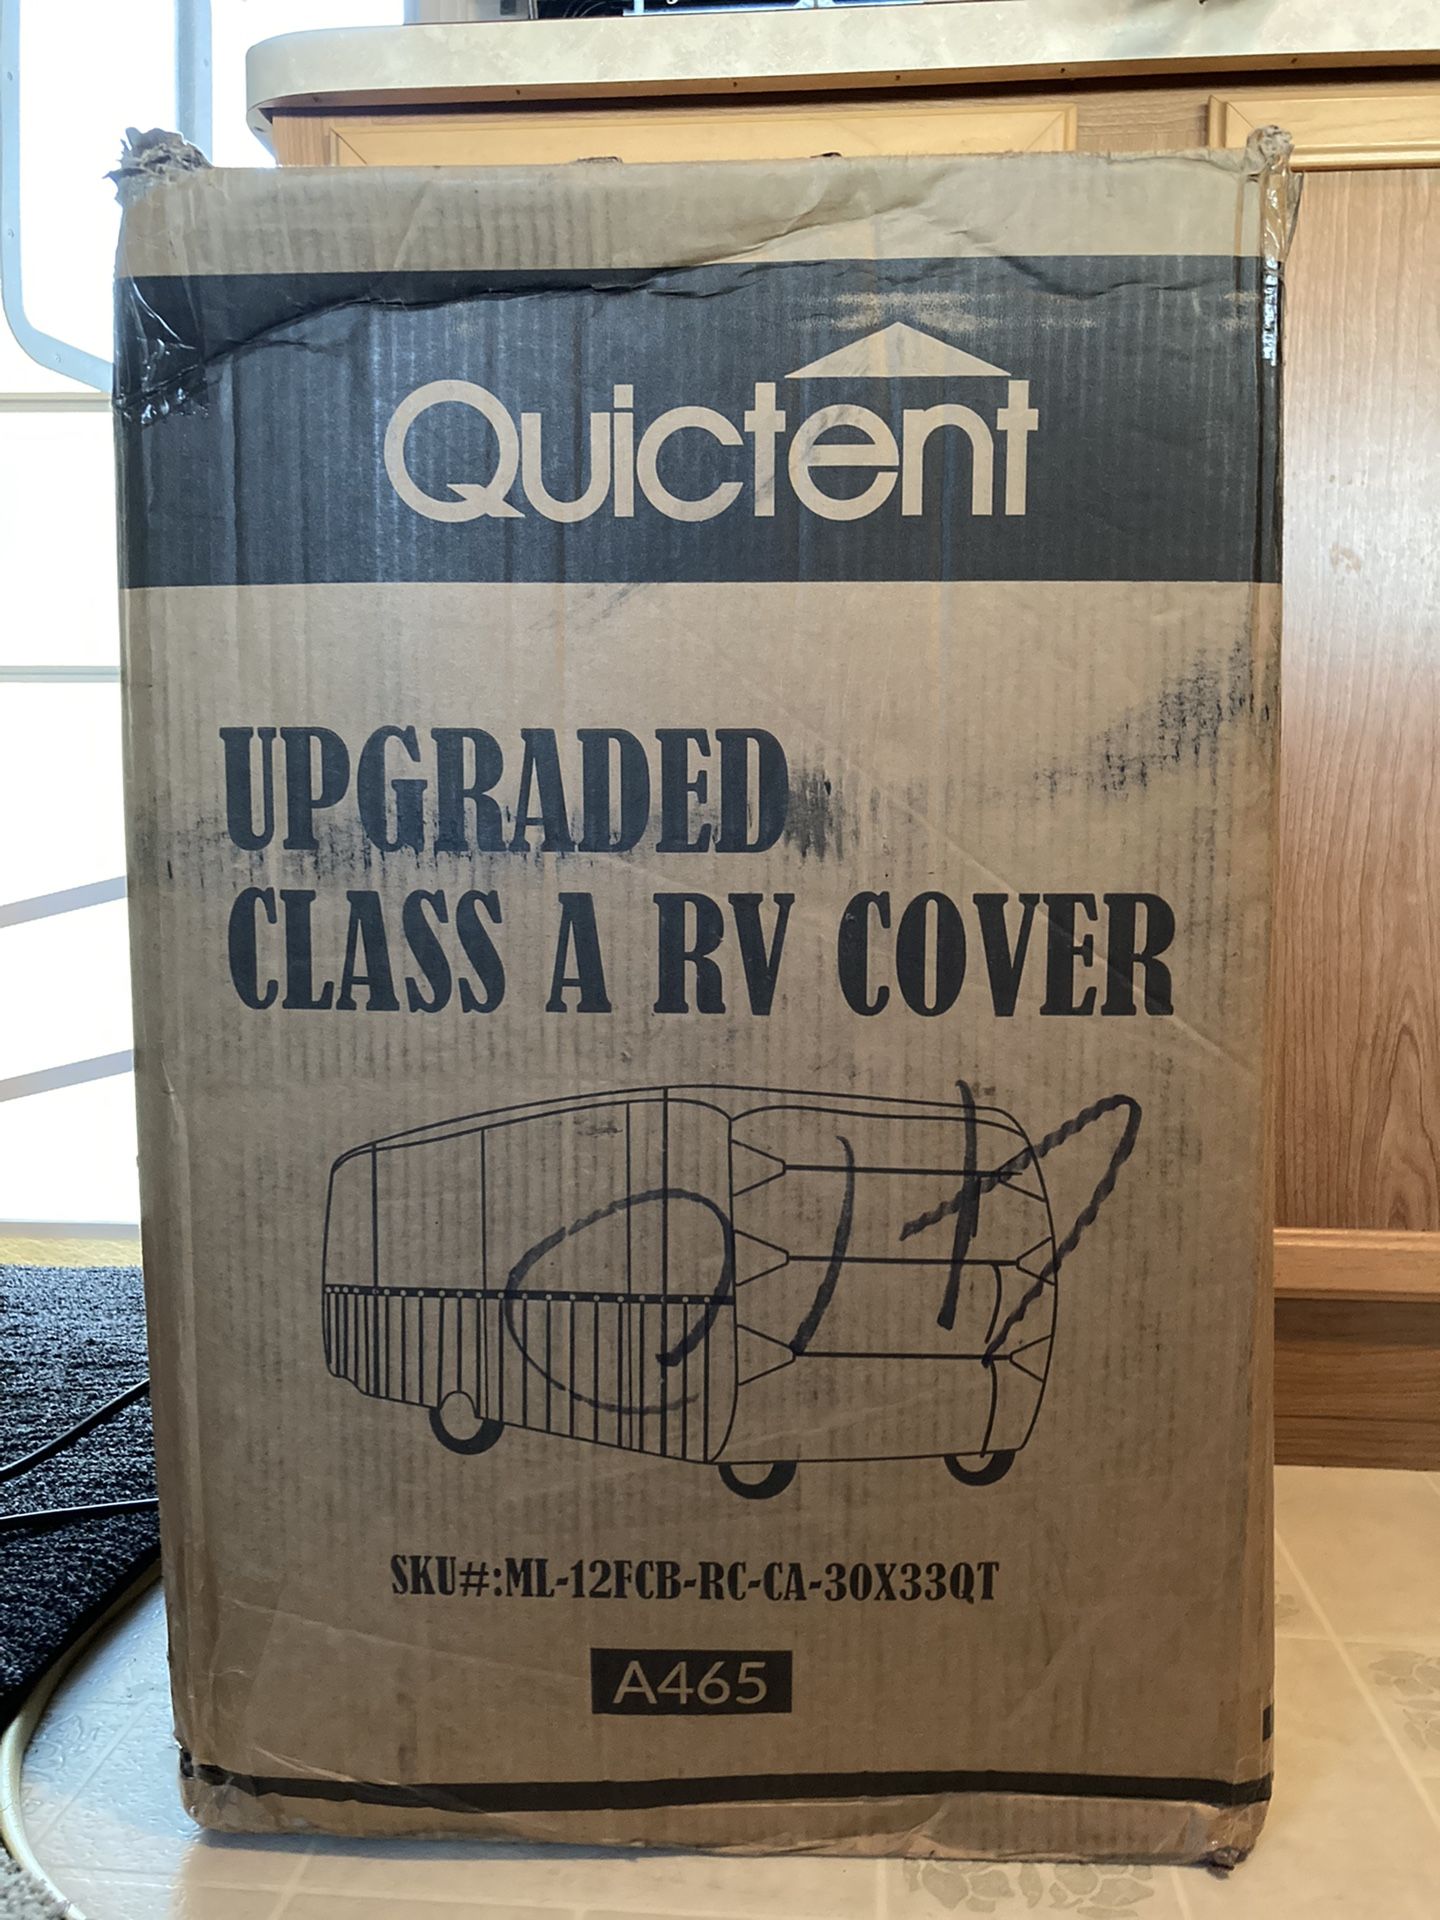 Quictent
UPGRADED
CLASS A RV COVER
SKU#:ML-12FCB-RC-CA-30X33QT
A465